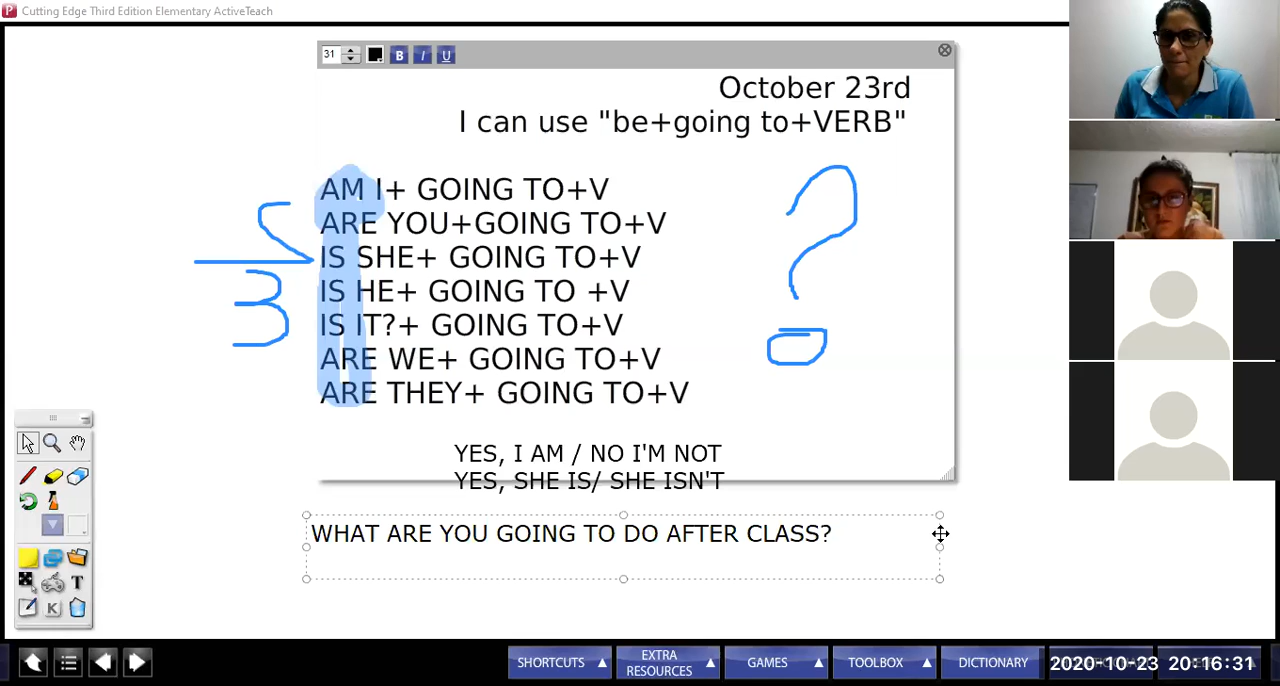 Cutting Edge Third Edition Elementary ActiveTeach
31 B I U
October 23rd
I can use "be+going to+VERB"
AM I+ GOING TO+V
ARE YOU+GOING TO+V
IS SHE+ GOING TO+V
IS HE+ GOING TO +V
IS IT?+ GOING TO+V
ARE WE+ GOING TO+V
ARE THEY+ GOING TO+V
3
?
YES, I AM / NO I'M NOT
YES, SHE IS/ SHE ISN'T
WHAT ARE YOU GOING TO DO AFTER CLASS?
T
K
SHORTCUTS
EXTRA RESOURCES
GAMES
TOOLBOX
DICTIONARY
2020-10-23 20:16:31